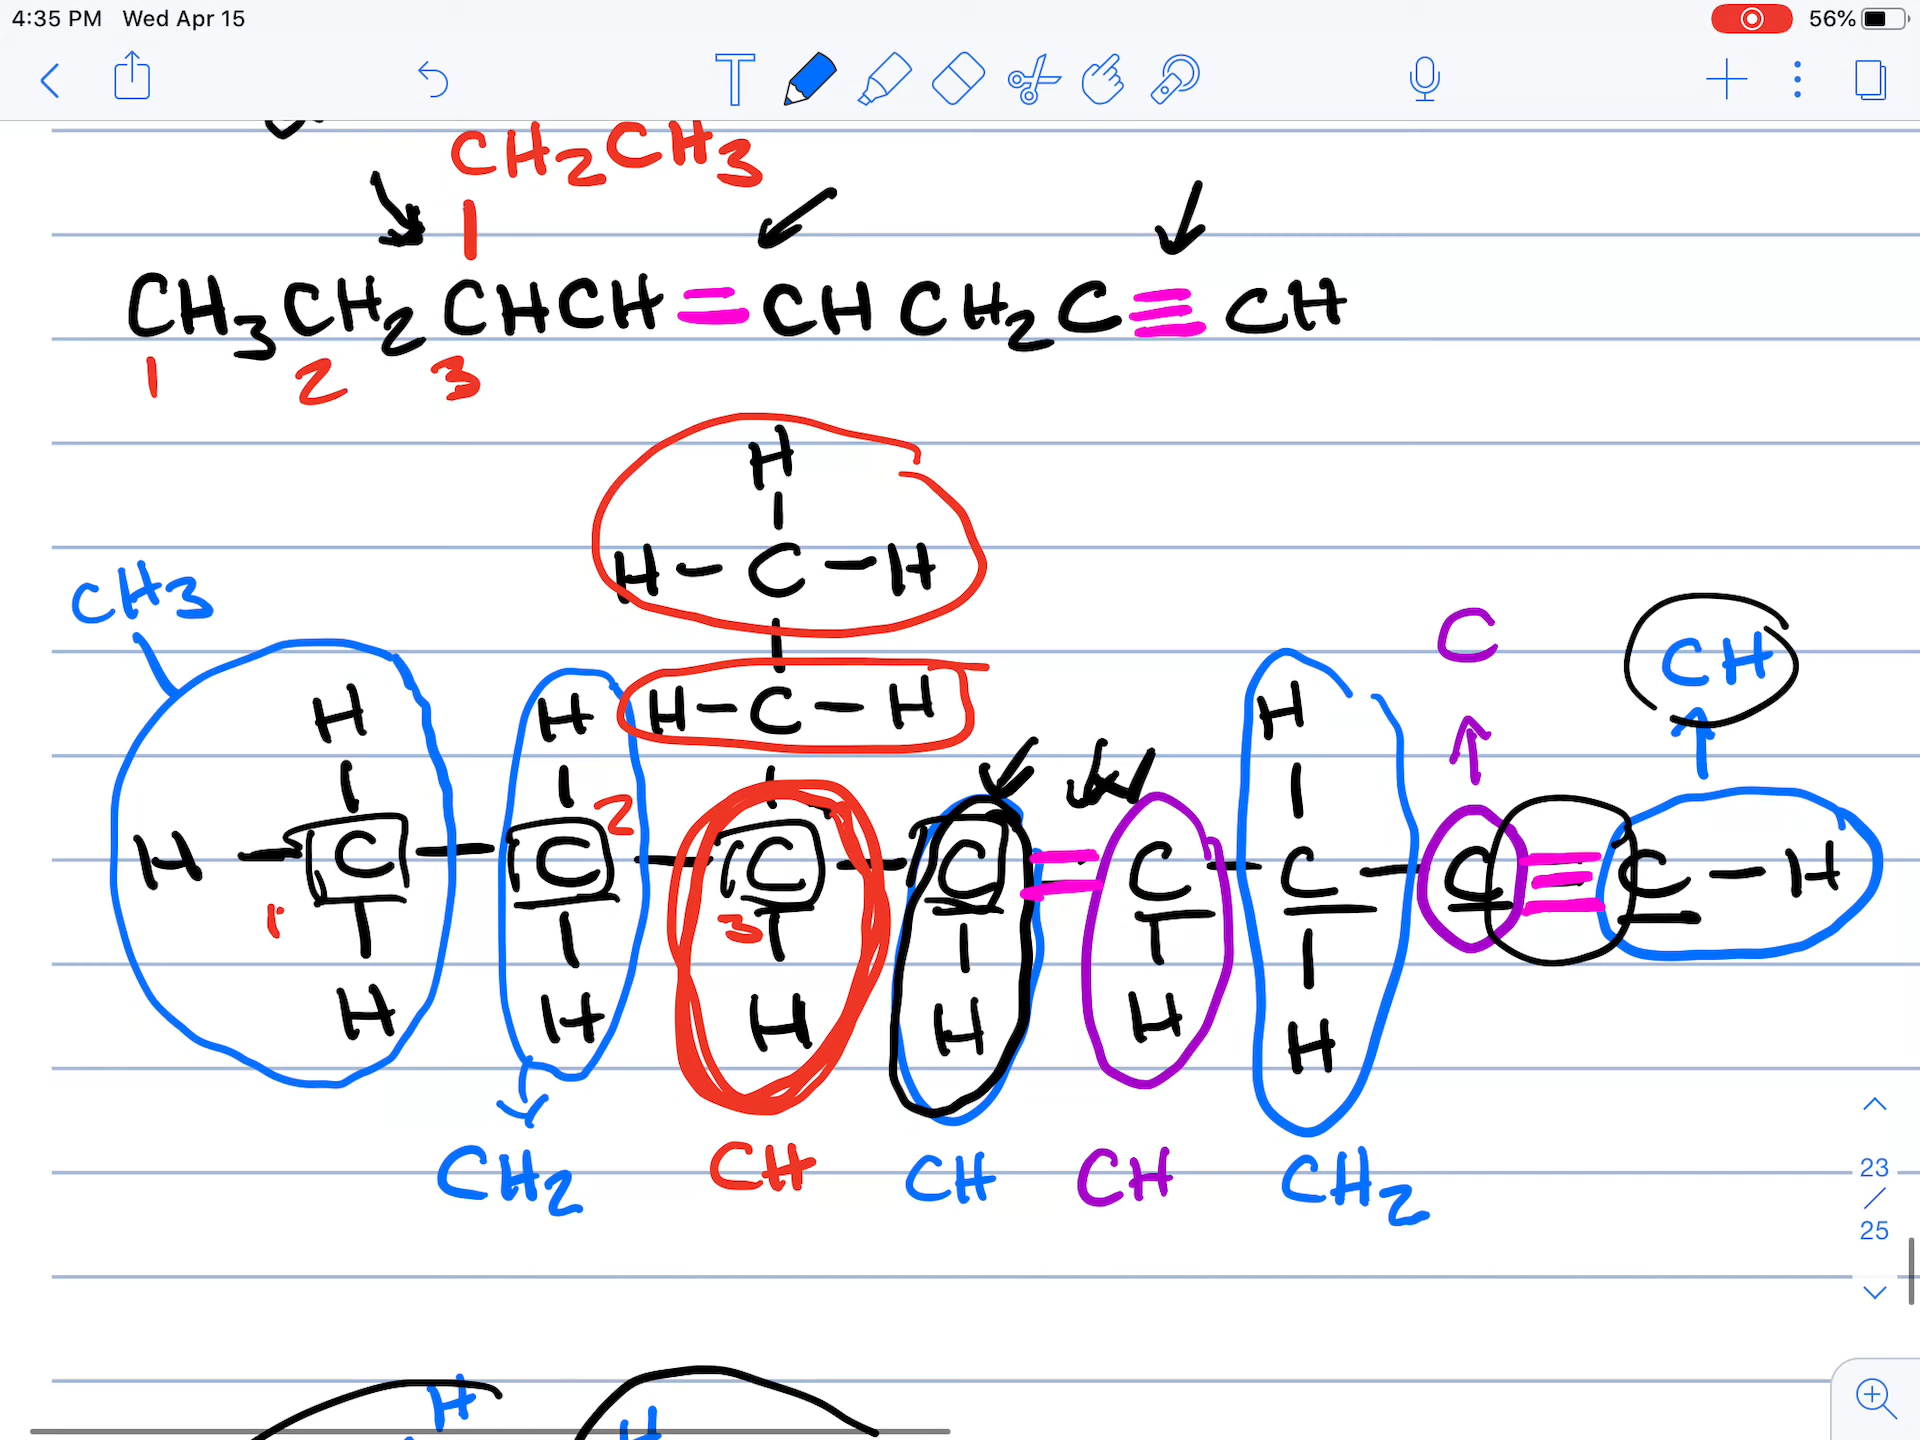 4:35 PM Wed Apr 15 56%
T
CH2CH3
CH3CH2CHCH=CHCH2C≡CH
1 2 3
H
H-C-H
CH3 C CH
H-C-H
H H H
2
H-C-C-C-C=C-C-C≡C-H
1 3
H H H H H H
CH2 CH CH CH CH2
23
/
25
H H